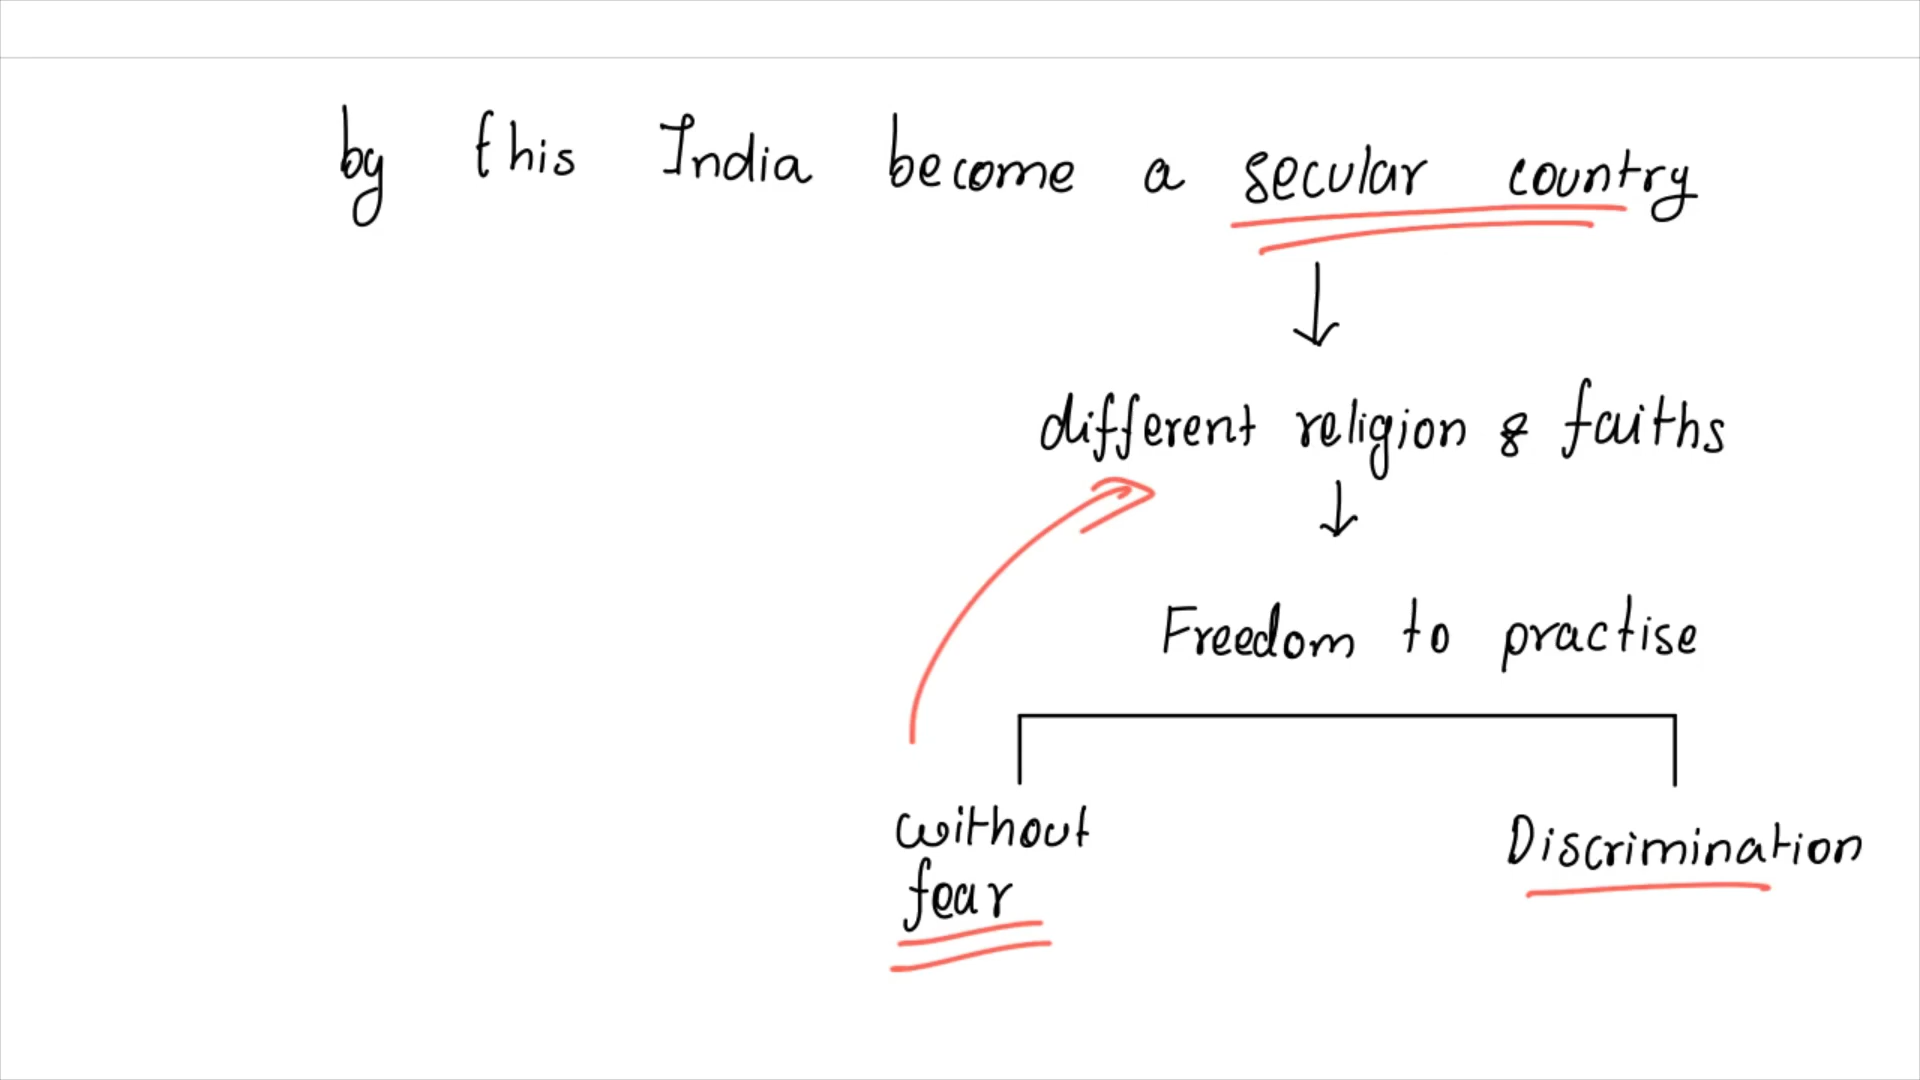 by this India become a secular country
different religion & faiths
Freedom to practise
without
fear
Discrimination